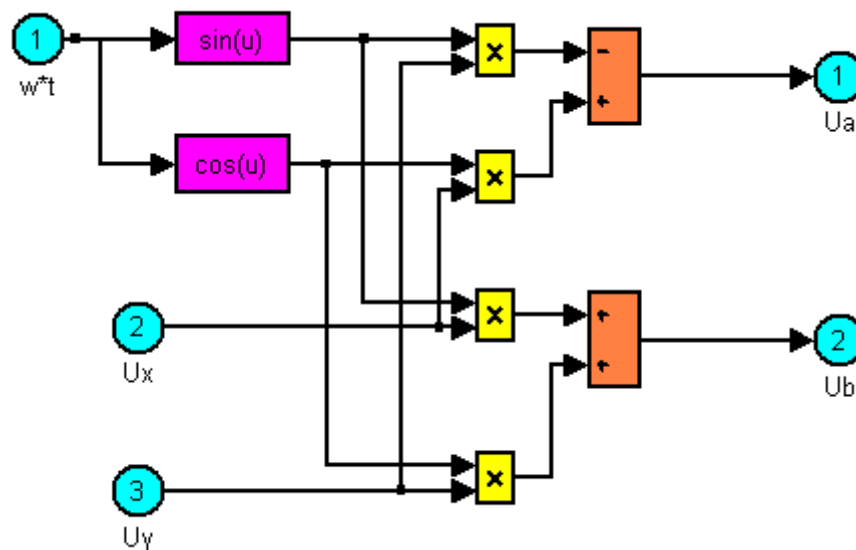 1
w*t
sin(u)
×
-
+
1
Ua
cos(u)
×
2
Ux
×
+
+
2
Ub
3
Uy
×